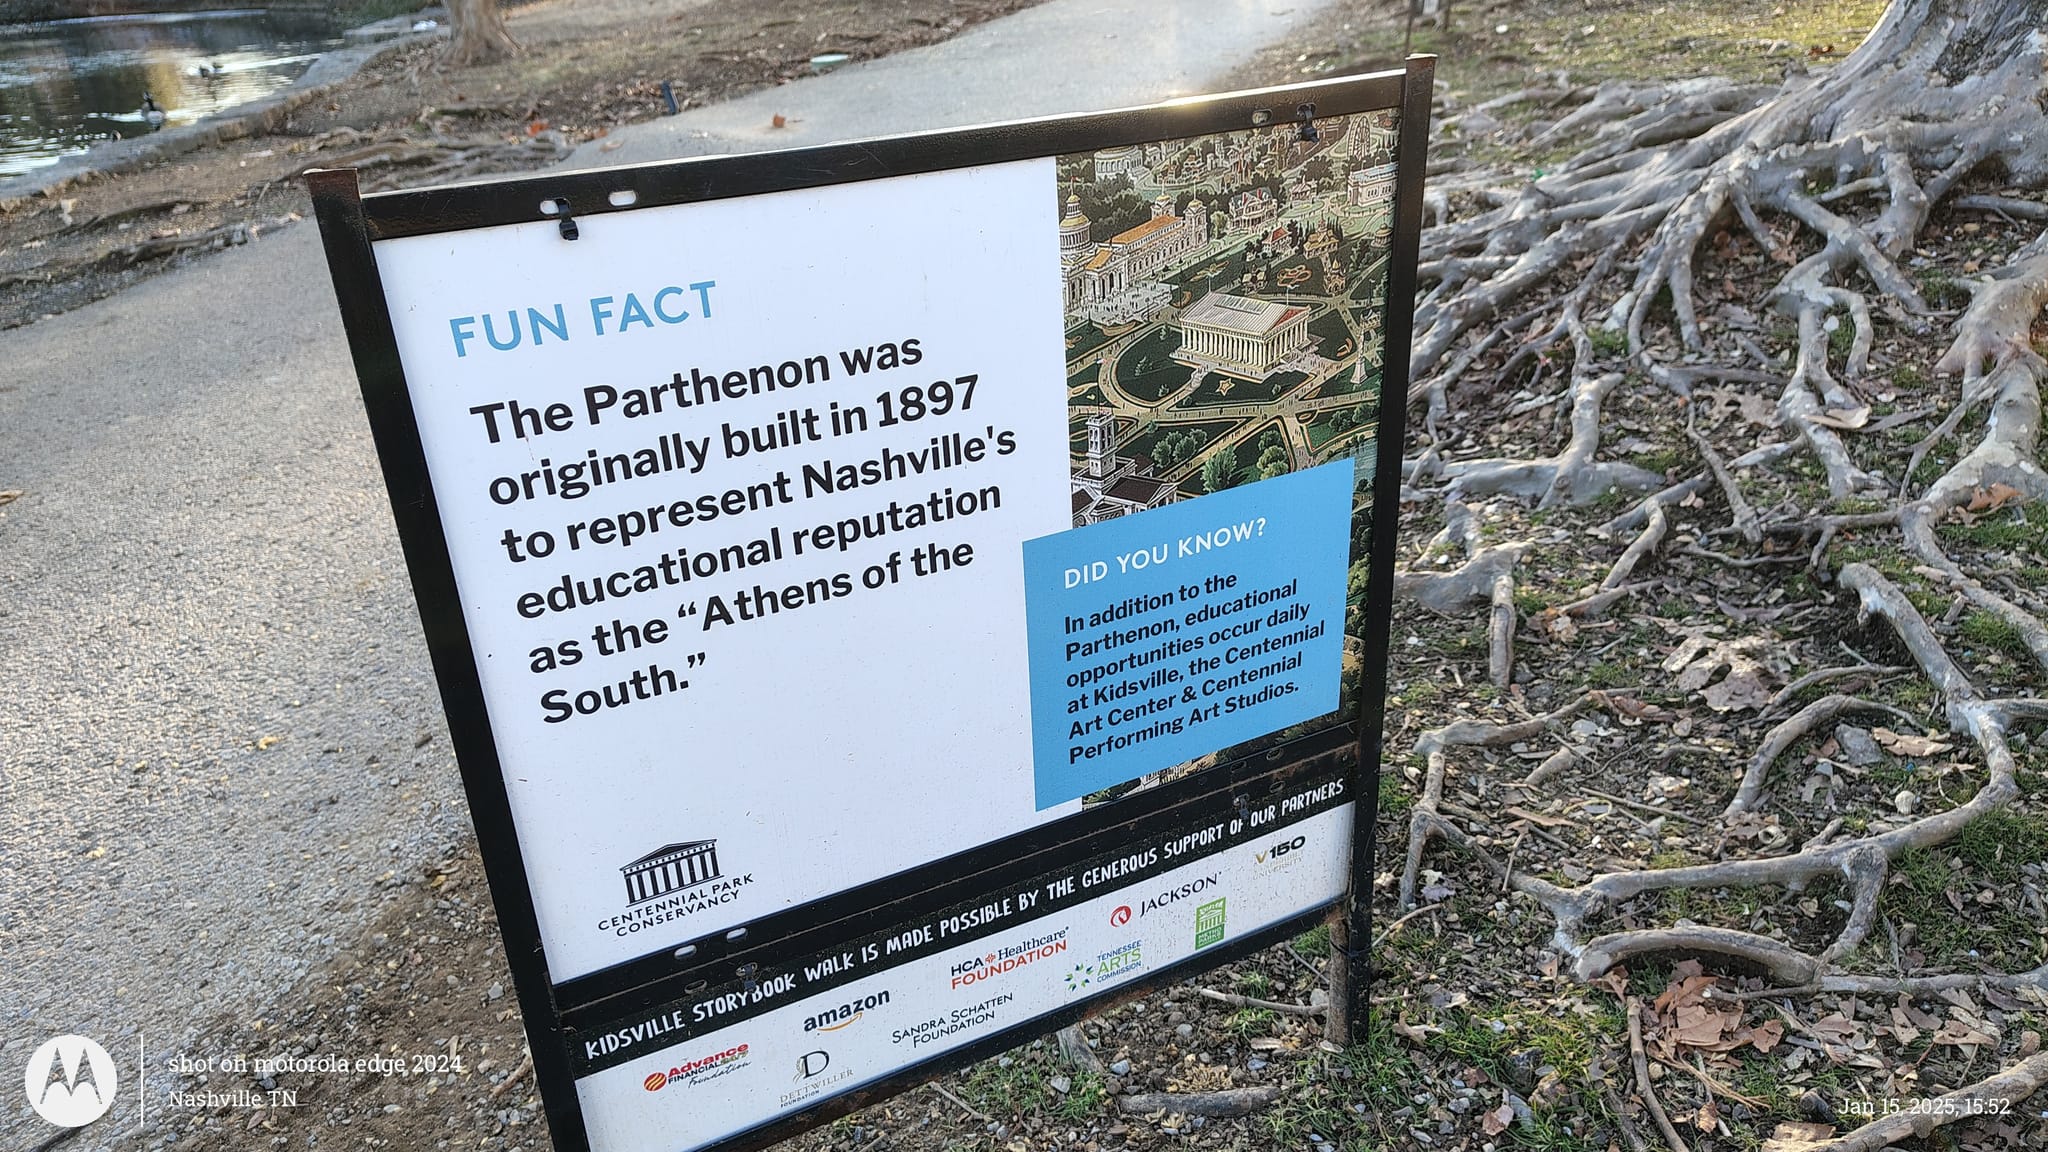 FUN FACT
The Parthenon was
originally built in 1897
to represent Nashville's
educational reputation
as the “Athens of the
South.”
DID YOU KNOW?
In addition to the
Parthenon, educational
opportunities occur daily
at Kidsville, the Centennial
Art Center & Centennial
Performing Art Studios.
CENTENNIAL PARK
CONSERVANCY
KIDSVILLE STORYBOOK WALK IS MADE POSSIBLE BY THE GENEROUS SUPPORT OF OUR PARTNERS
Advance
FINANCIAL
Foundation
amazon
DETTWILLER
FOUNDATION
HCA Healthcare
FOUNDATION
SANDRA SCHATTEN
FOUNDATION
JACKSON
TENNESSEE
ARTS
COMMISSION
V150
UNIVERSITY
METRO
PARKS
shot on motorola edge 2024
Nashville TN
Jan 15, 2025, 15:52